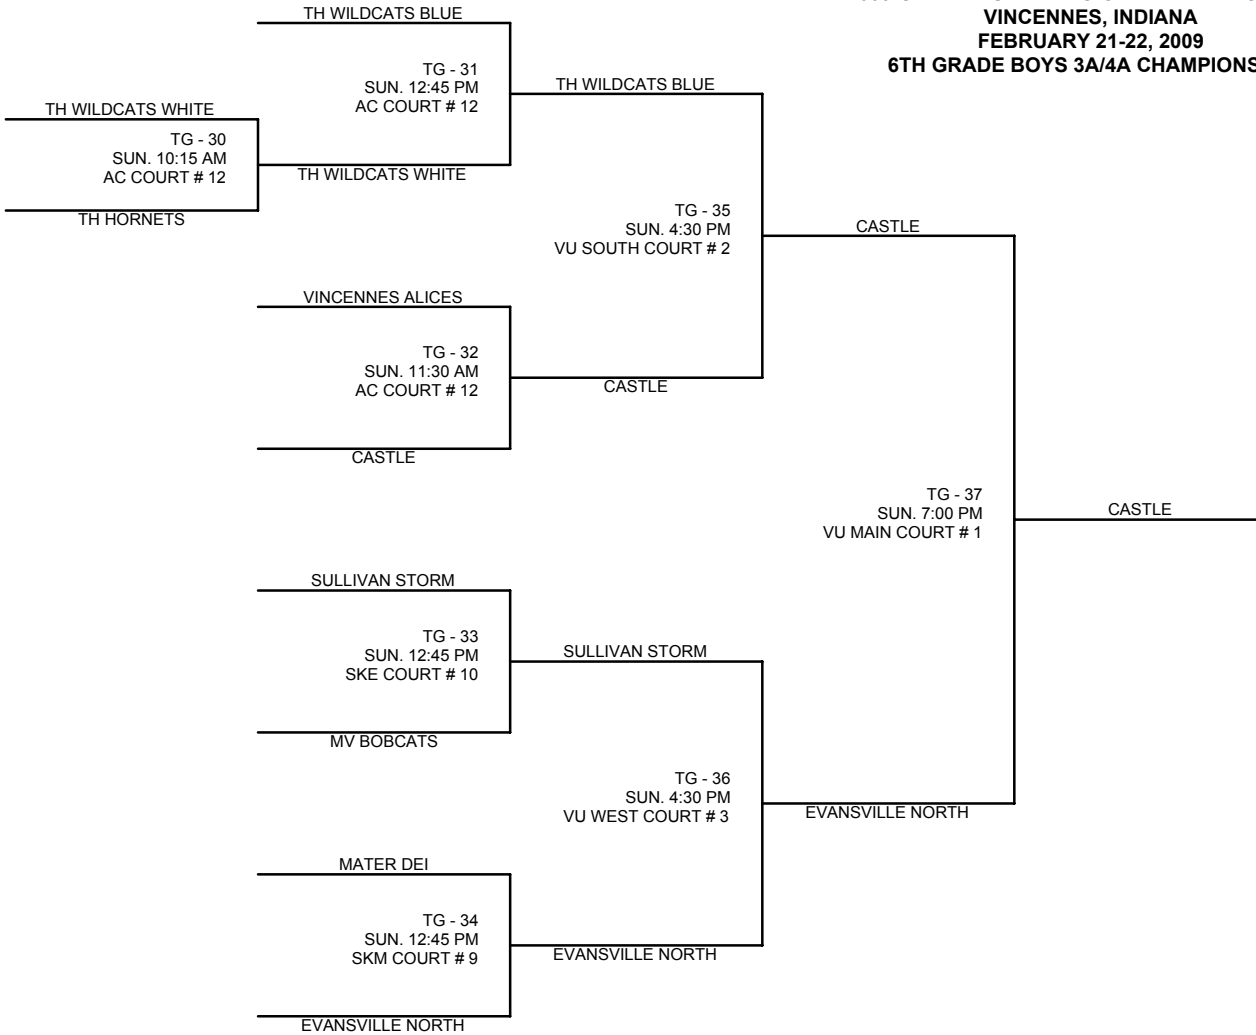 VINCENNES, INDIANA
FEBRUARY 21-22, 2009
6TH GRADE BOYS 3A/4A CHAMPIONS
TH WILDCATS BLUE
TG - 31
SUN. 12:45 PM
AC COURT # 12
TH WILDCATS BLUE
TH WILDCATS WHITE
TG - 30
SUN. 10:15 AM
AC COURT # 12
TH WILDCATS WHITE
TH HORNETS
TG - 35
SUN. 4:30 PM
VU SOUTH COURT # 2
CASTLE
VINCENNES ALICES
TG - 32
SUN. 11:30 AM
AC COURT # 12
CASTLE
CASTLE
TG - 37
SUN. 7:00 PM
VU MAIN COURT # 1
CASTLE
SULLIVAN STORM
TG - 33
SUN. 12:45 PM
SKE COURT # 10
SULLIVAN STORM
MV BOBCATS
TG - 36
SUN. 4:30 PM
VU WEST COURT # 3
EVANSVILLE NORTH
MATER DEI
TG - 34
SUN. 12:45 PM
SKM COURT # 9
EVANSVILLE NORTH
EVANSVILLE NORTH